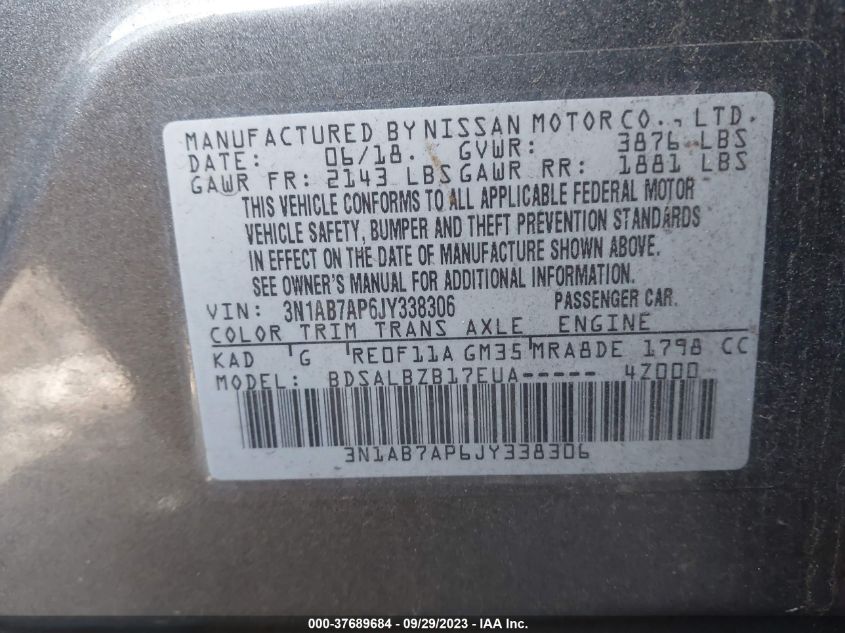 MANUFACTURED BY NISSAN MOTOR CO., LTD.
DATE: 06/18. GVWR: 3876 LBS
GAWR FR: 2143 LBS GAWR RR: 1881 LBS
THIS VEHICLE CONFORMS TO ALL APPLICABLE FEDERAL MOTOR
VEHICLE SAFETY, BUMPER AND THEFT PREVENTION STANDARDS
IN EFFECT ON THE DATE OF MANUFACTURE SHOWN ABOVE.
SEE OWNER'S MANUAL FOR ADDITIONAL INFORMATION.
VIN: 3N1AB7AP6JY338306 PASSENGER CAR.
COLOR TRIM TRANS AXLE ENGINE
KAD G RE0F11A GM35 MRA8DE 1798 CC
MODEL: BDSALBZB17EUA----- 4Z000
3N1AB7AP6JY338306
000-37689684 / 09/29/2023 / IAA, Inc.